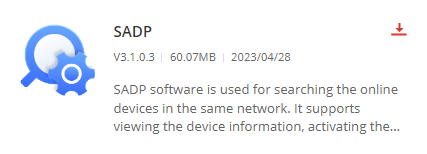 SADP
V3.1.0.3 | 60.07MB | 2023/04/28
SADP software is used for searching the online
devices in the same network. It supports
viewing the device information, activating the...